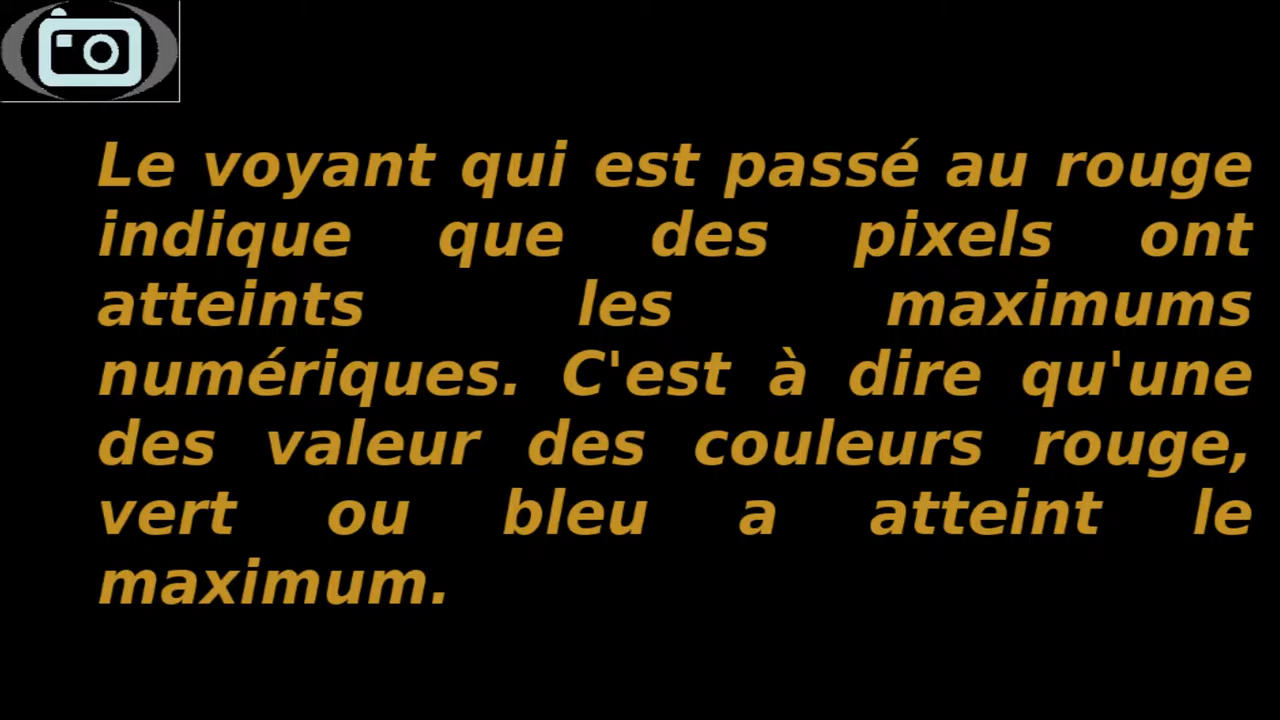 Le voyant qui est passé au rouge
indique que des pixels ont
atteints les maximums
numériques. C'est à dire qu'une
des valeur des couleurs rouge,
vert ou bleu a atteint le
maximum.